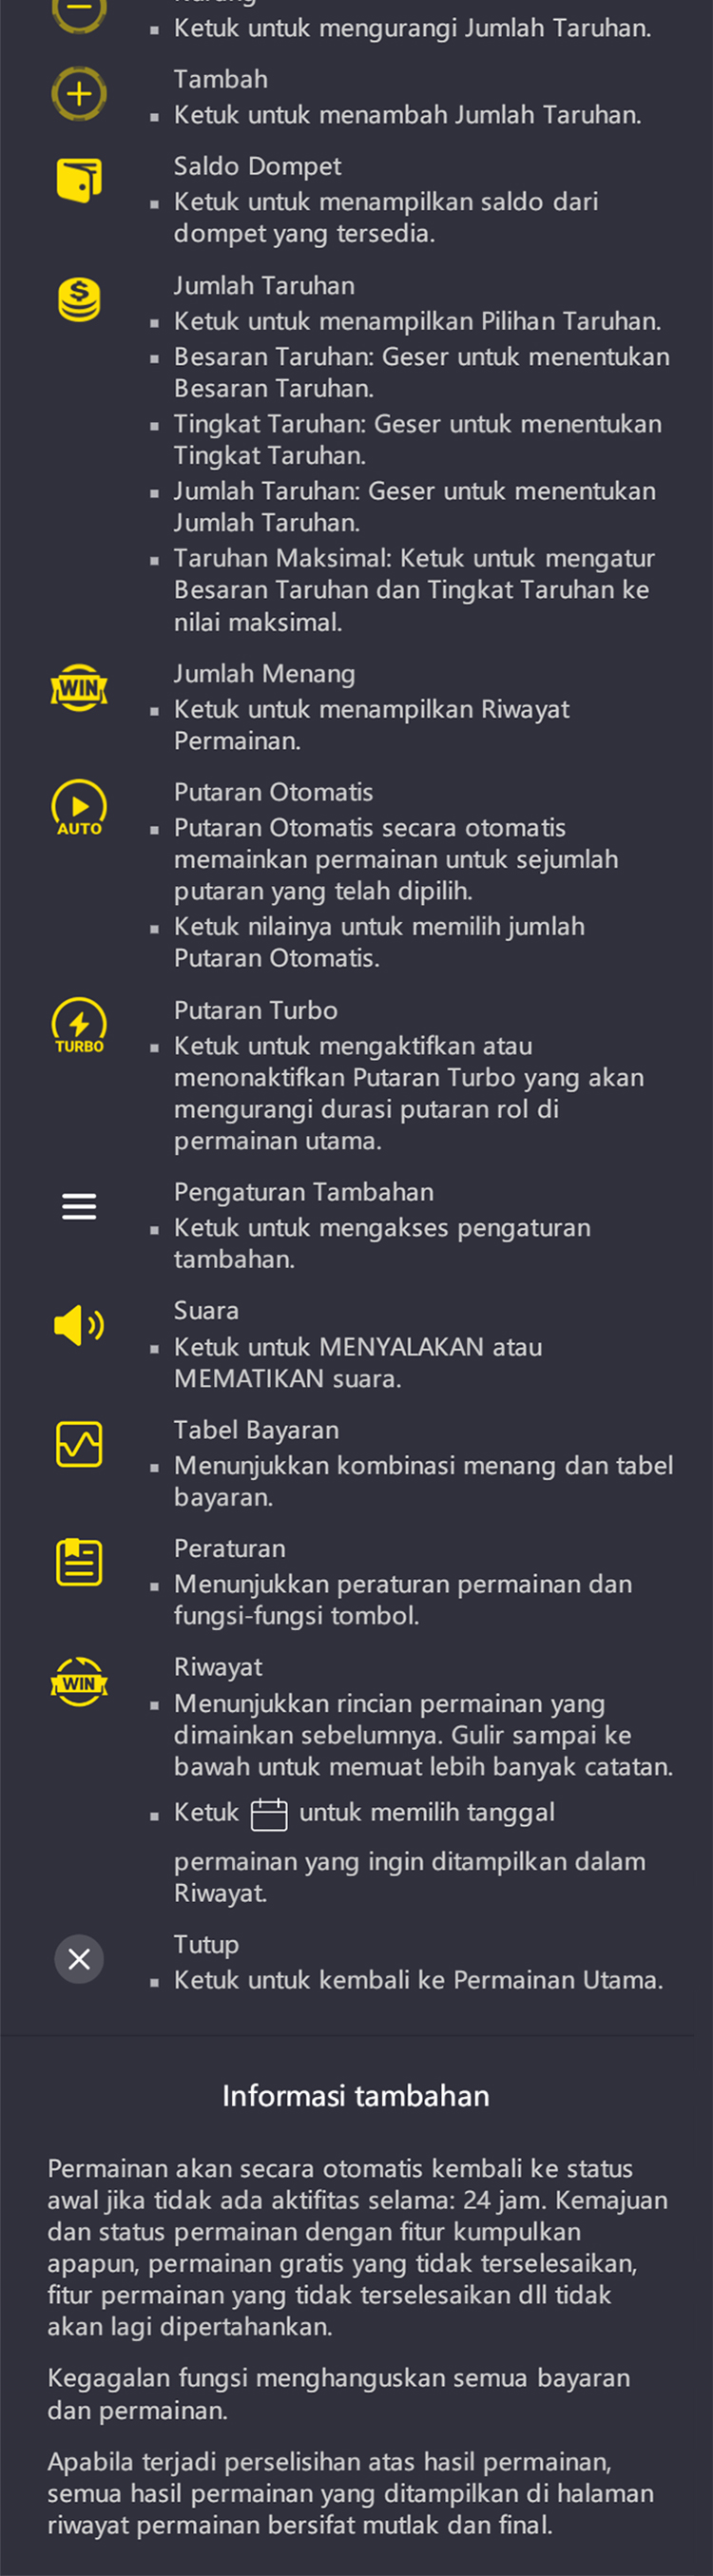 Ketuk untuk mengurangi Jumlah Taruhan.
Tambah
Ketuk untuk menambah Jumlah Taruhan.
Saldo Dompet
Ketuk untuk menampilkan saldo dari
dompet yang tersedia.
$
Jumlah Taruhan
Ketuk untuk menampilkan Pilihan Taruhan.
Besaran Taruhan: Geser untuk menentukan
Besaran Taruhan.
Tingkat Taruhan: Geser untuk menentukan
Tingkat Taruhan.
Jumlah Taruhan: Geser untuk menentukan
Jumlah Taruhan.
Taruhan Maksimal: Ketuk untuk mengatur
Besaran Taruhan dan Tingkat Taruhan ke
nilai maksimal.
WIN
Jumlah Menang
Ketuk untuk menampilkan Riwayat
Permainan.
AUTO
Putaran Otomatis
Putaran Otomatis secara otomatis
memainkan permainan untuk sejumlah
putaran yang telah dipilih.
Ketuk nilainya untuk memilih jumlah
Putaran Otomatis.
TURBO
Putaran Turbo
Ketuk untuk mengaktifkan atau
menonaktifkan Putaran Turbo yang akan
mengurangi durasi putaran rol di
permainan utama.
Pengaturan Tambahan
Ketuk untuk mengakses pengaturan
tambahan.
Suara
Ketuk untuk MENYALAKAN atau
MEMATIKAN suara.
Tabel Bayaran
Menunjukkan kombinasi menang dan tabel
bayaran.
Peraturan
Menunjukkan peraturan permainan dan
fungsi-fungsi tombol.
WIN
Riwayat
Menunjukkan rincian permainan yang
dimainkan sebelumnya. Gulir sampai ke
bawah untuk memuat lebih banyak catatan.
Ketuk untuk memilih tanggal
permainan yang ingin ditampilkan dalam
Riwayat.
Tutup
Ketuk untuk kembali ke Permainan Utama.
Informasi tambahan
Permainan akan secara otomatis kembali ke status
awal jika tidak ada aktifitas selama: 24 jam. Kemajuan
dan status permainan dengan fitur kumpulkan
apapun, permainan gratis yang tidak terselesaikan,
fitur permainan yang tidak terselesaikan dll tidak
akan lagi dipertahankan.
Kegagalan fungsi menghanguskan semua bayaran
dan permainan.
Apabila terjadi perselisihan atas hasil permainan,
semua hasil permainan yang ditampilkan di halaman
riwayat permainan bersifat mutlak dan final.